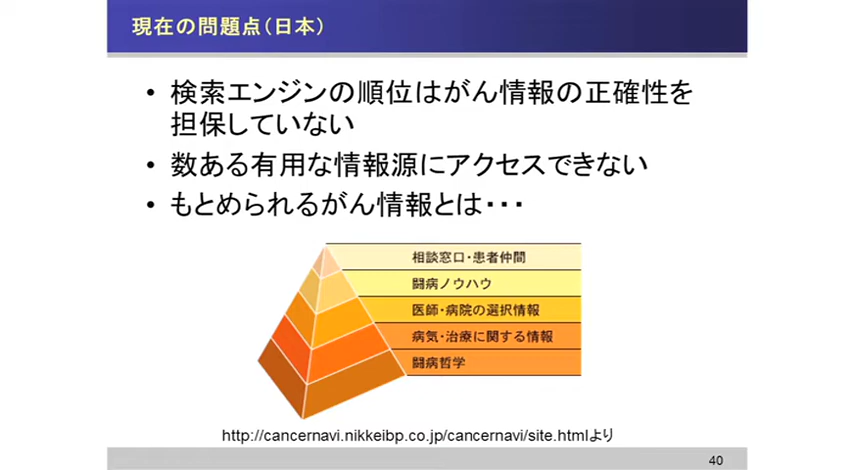 現在の問題点(日本)
• 検索エンジンの順位はがん情報の正確性を
担保していない
• 数ある有用な情報源にアクセスできない
• もとめられるがん情報とは・・・
相談窓口・患者仲間
闘病ノウハウ
医師・病院の選択情報
病気・治療に関する情報
闘病哲学
http://cancernavi.nikkeibp.co.jp/cancernavi/site.htmlより
40